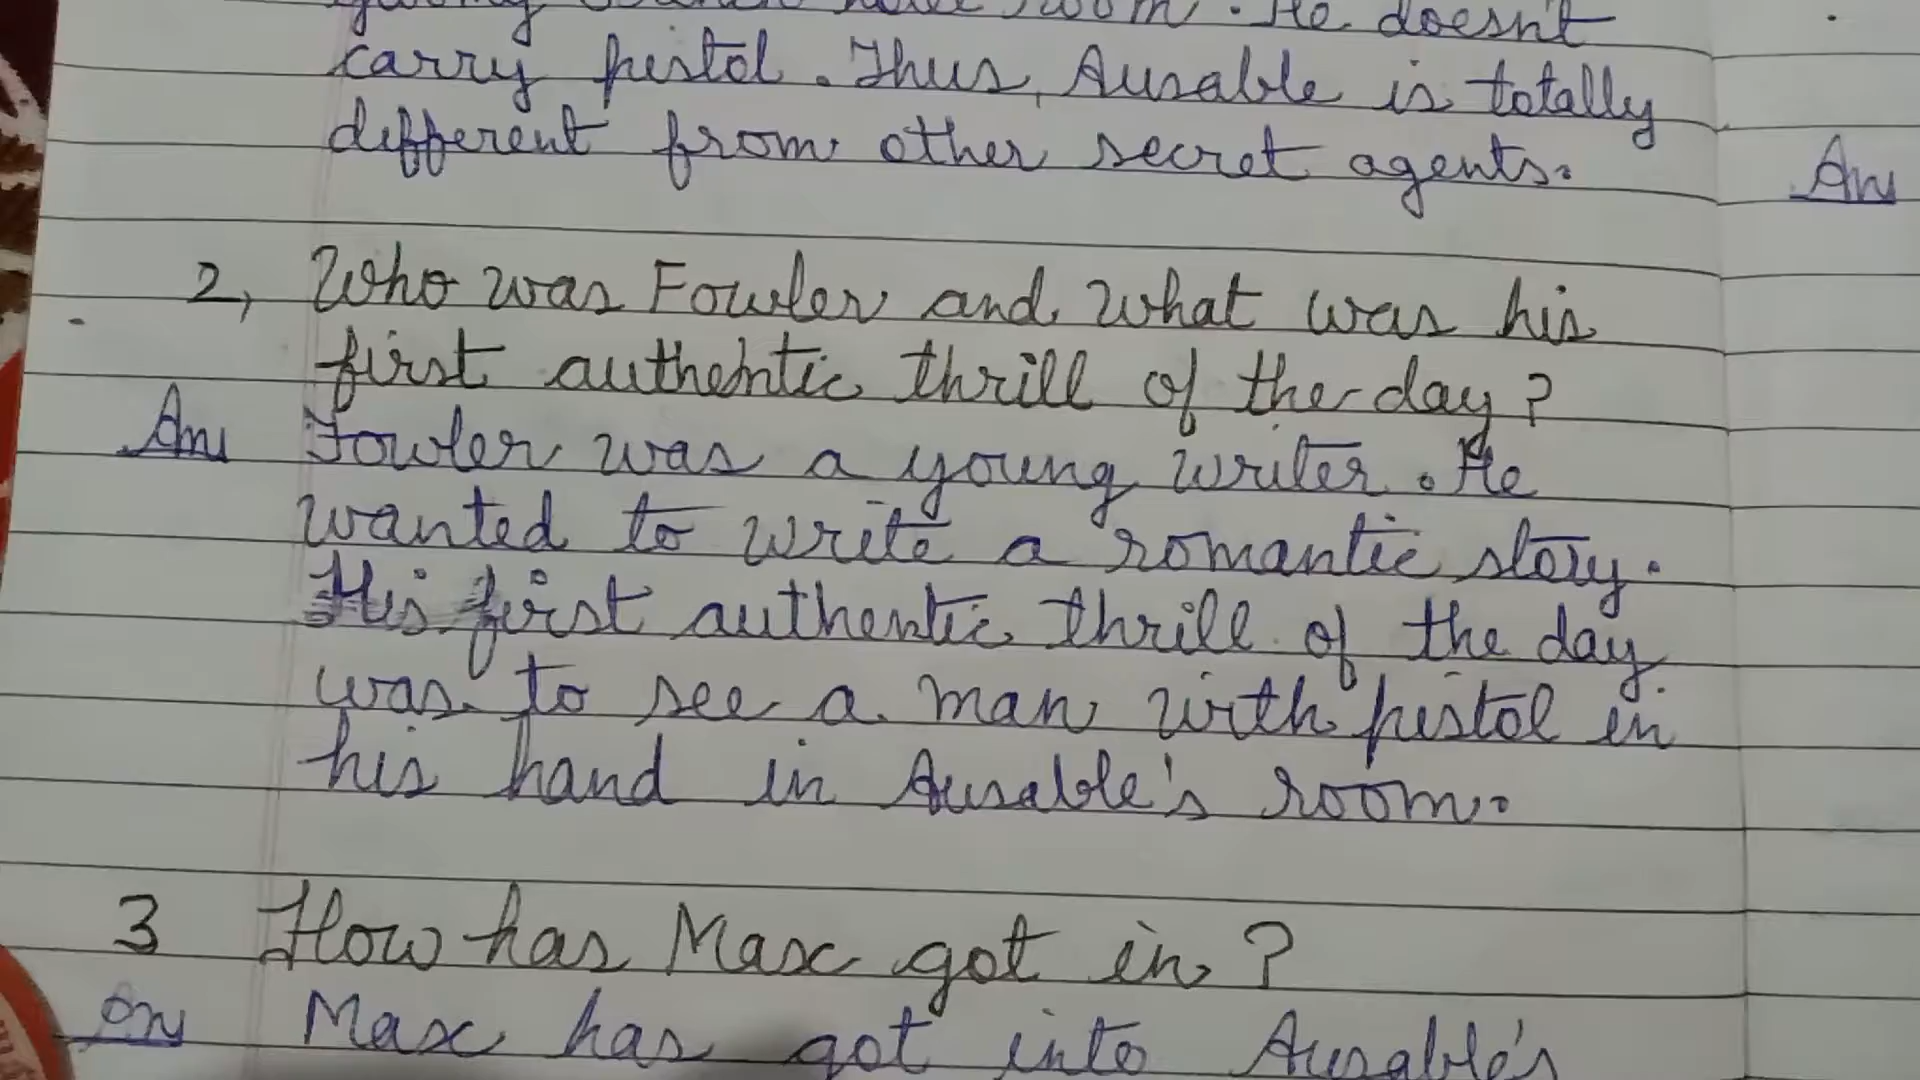 room. He doesn't
carry pistol. Thus, Ausable is totally
different from other secret agents.
Ans
2, Who was Fowler and what was his
first authentic thrill of the day?
Ans Fowler was a young writer. He
wanted to write a romantic story.
His first authentic thrill of the day
was to see a man with pistol in
his hand in Ausable's room.
3 How has Max got in?
Ans Max has got into Ausable's